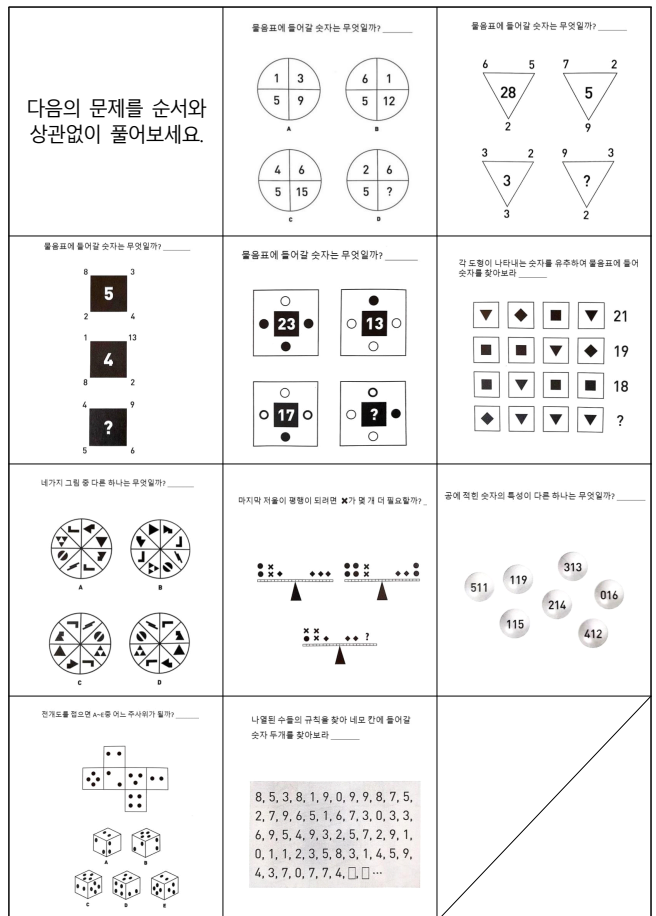 다음의 문제를 순서와
상관없이 풀어보세요.
물음표에 들어갈 숫자는 무엇일까? ______
1 3
5 9
A
6 1
5 12
B
4 6
5 15
C
2 6
5 ?
D
물음표에 들어갈 숫자는 무엇일까? ______
6 5
28
2
7 2
5
9
3 2
3
3
9 3
?
2
물음표에 들어갈 숫자는 무엇일까? ______
8 3
5
2 4
1 13
4
8 2
4 9
?
5 6
물음표에 들어갈 숫자는 무엇일까? ______
23
13
17
?
각 도형이 나타내는 숫자를 유추하여 물음표에 들어
숫자를 찾아보라 ______
21
19
18
?
네가지 그림 중 다른 하나는 무엇일까? ______
A
B
C
D
마지막 저울이 평행이 되려면 ✖가 몇 개 더 필요할까? _
?
공에 적힌 숫자의 특성이 다른 하나는 무엇일까? ______
511
119
313
016
214
115
412
전개도를 접으면 A~E중 어느 주사위가 될까? ______
A
B
C
D
E
나열된 수들의 규칙을 찾아 네모 칸에 들어갈
숫자 두개를 찾아보라 ______
8, 5, 3, 8, 1, 9, 0, 9, 9, 8, 7, 5,
2, 7, 9, 6, 5, 1, 6, 7, 3, 0, 3, 3,
6, 9, 5, 4, 9, 3, 2, 5, 7, 2, 9, 1,
0, 1, 1, 2, 3, 5, 8, 3, 1, 4, 5, 9,
4, 3, 7, 0, 7, 7, 4, □, □ ···